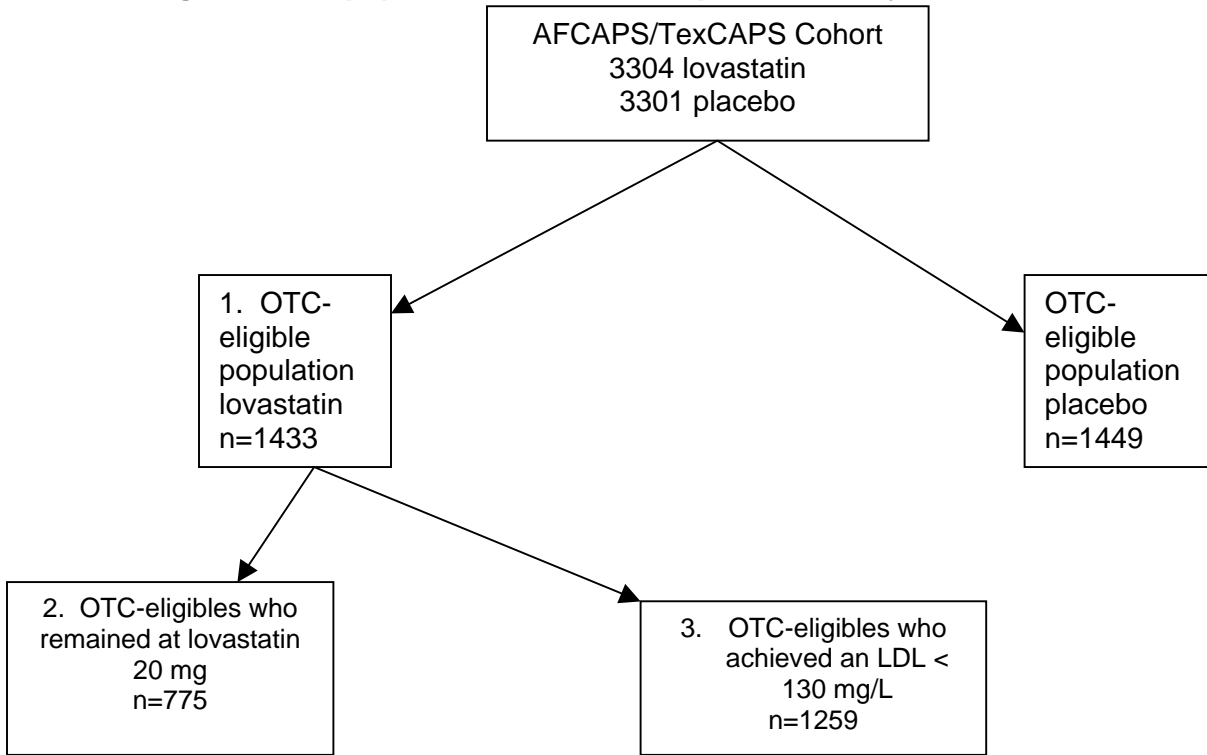 AFCAPS/TexCAPS Cohort
3304 lovastatin
3301 placebo
1. OTC-
eligible
population
lovastatin
n=1433
OTC-
eligible
population
placebo
n=1449
2. OTC-eligibles who
remained at lovastatin
20 mg
n=775
3. OTC-eligibles who
achieved an LDL <
130 mg/L
n=1259